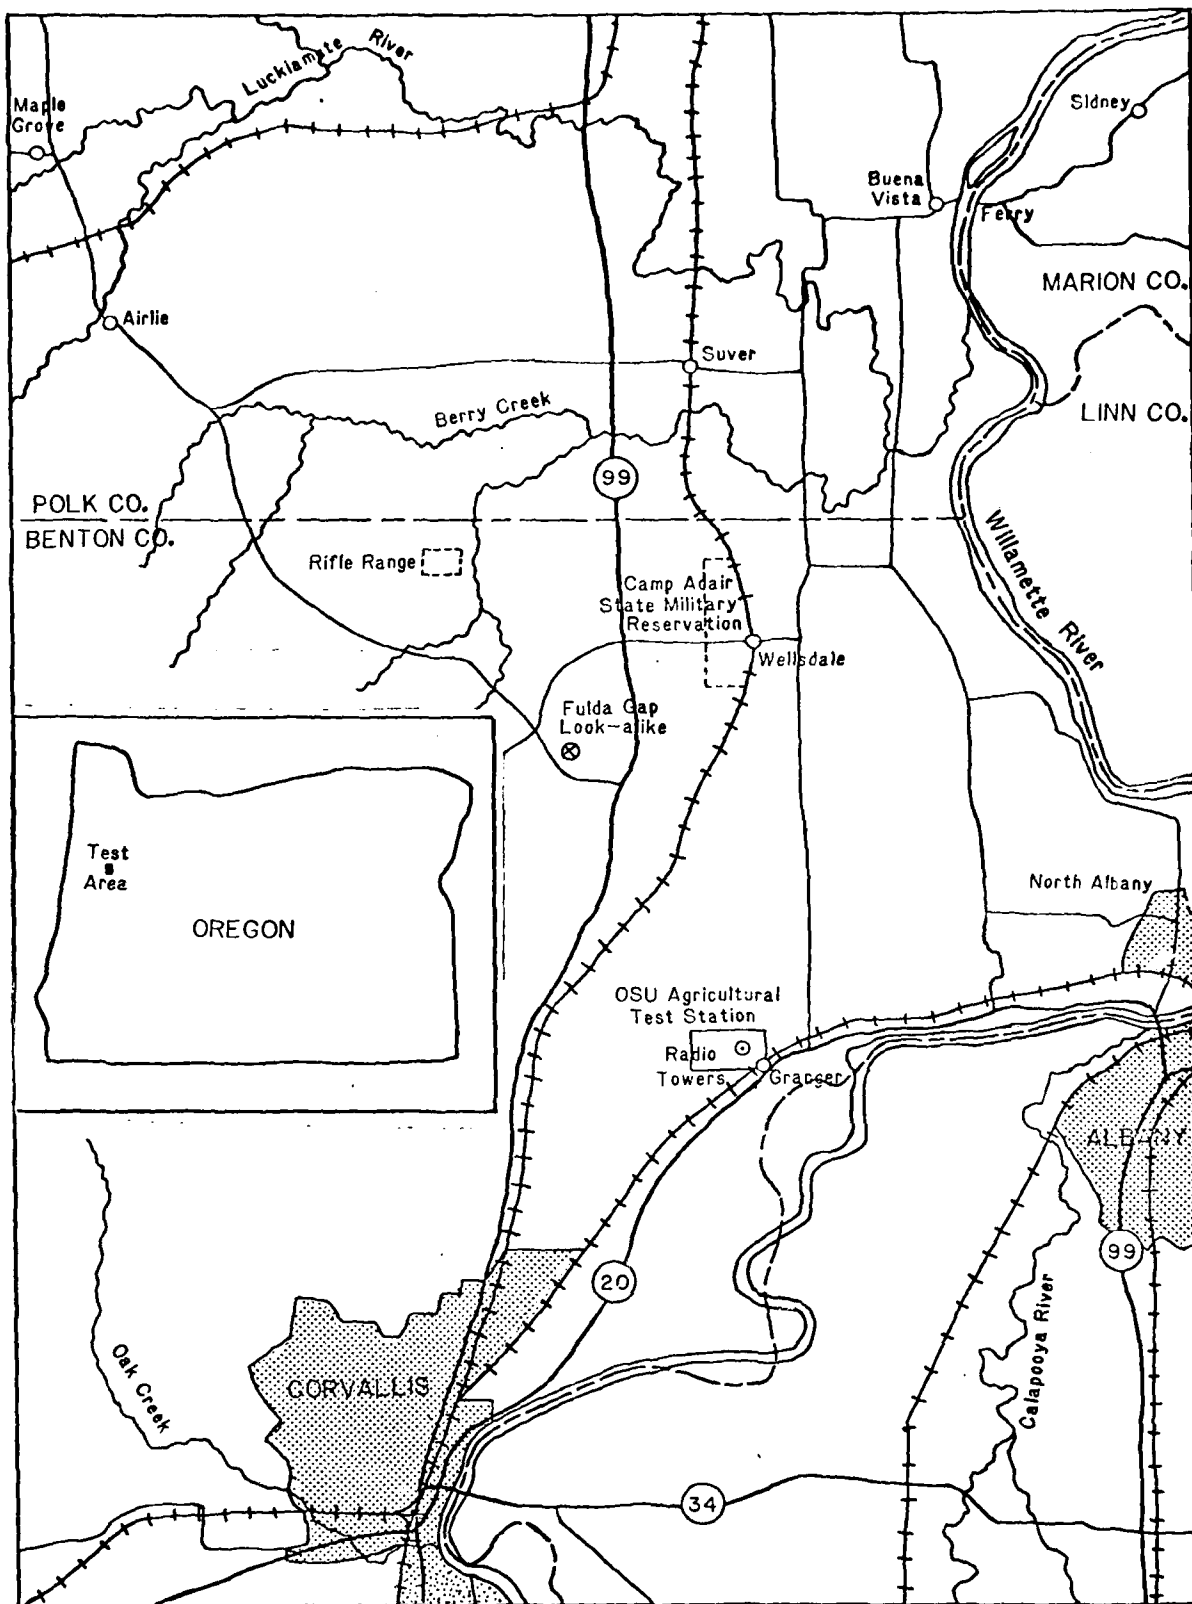 Luckiamate River
Maple
Grove
Sidney
Buena
Vista
Ferry
MARION CO.
Airlie
Suver
LINN CO.
Berry Creek
99
POLK CO.
BENTON CO.
Willamette River
Rifle Range
Camp Adair
State Military
Reservation
Wellsdale
Fulda Gap
Look-alike
Test
Area
OREGON
North Albany
OSU Agricultural
Test Station
Radio
Towers
Granger
ALBANY
99
20
Calapooya River
Oak Creek
CORVALLIS
34